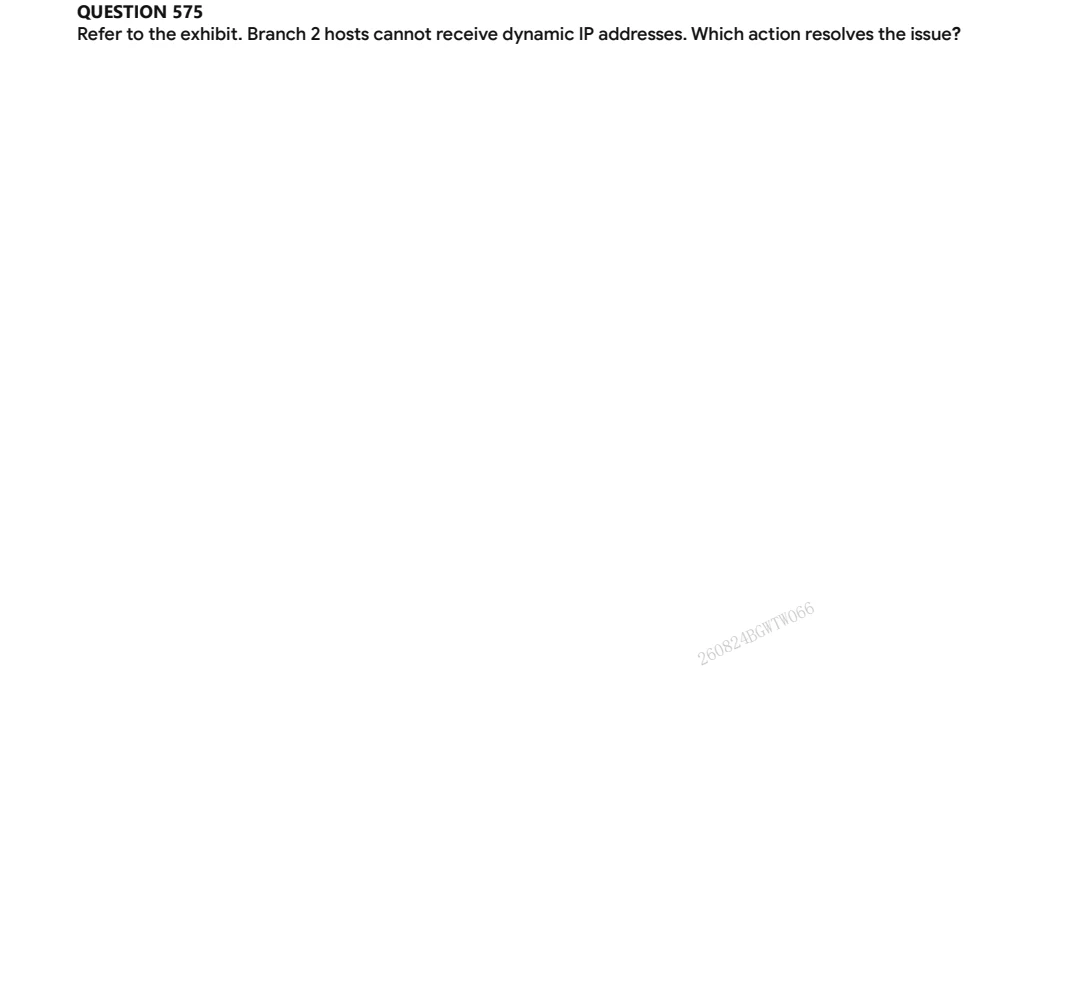 QUESTION 575
Refer to the exhibit. Branch 2 hosts cannot receive dynamic IP addresses. Which action resolves the issue?
260824BGWTW066